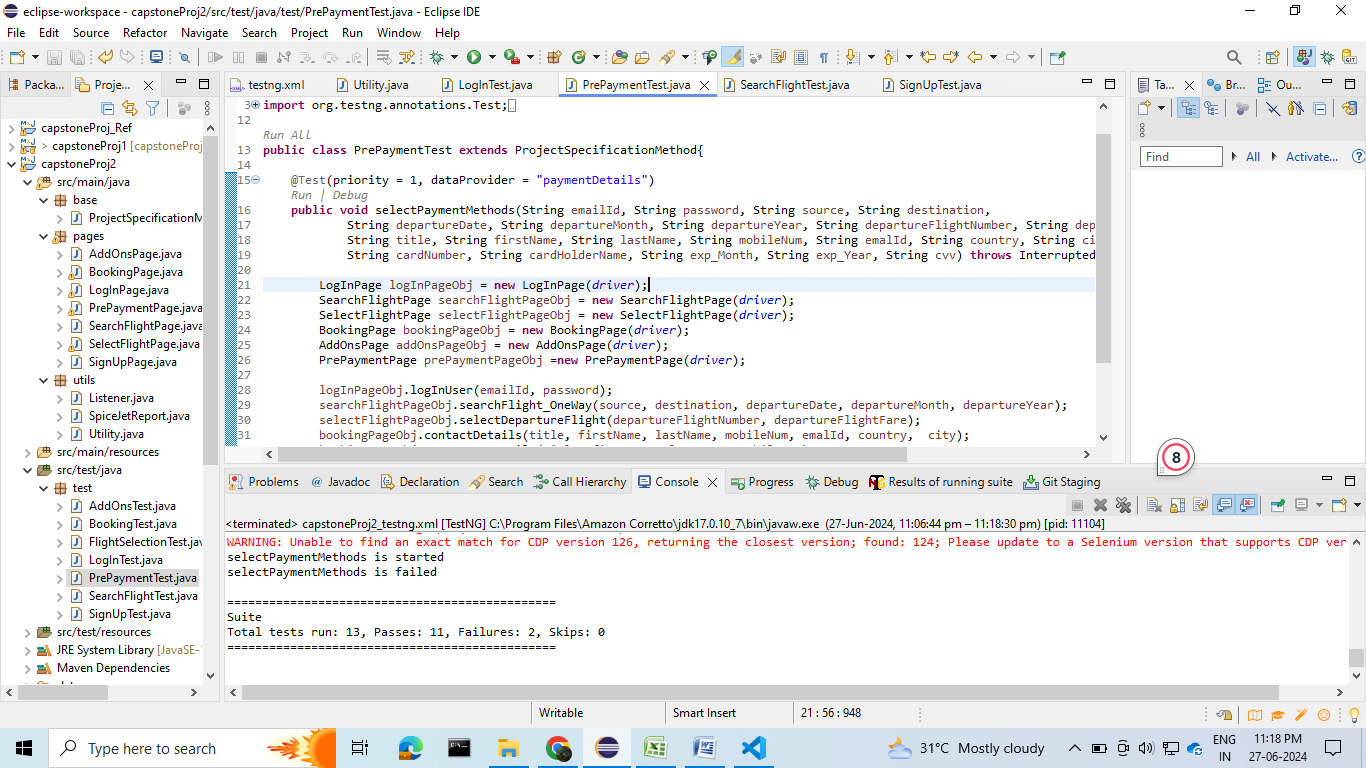 eclipse-workspace - capstoneProj2/src/test/java/test/PrePaymentTest.java - Eclipse IDE
File Edit Source Refactor Navigate Search Project Run Window Help
Packa... Proje...
capstoneProj_Ref
> capstoneProj1 [capstoneProj
capstoneProj2
src/main/java
base
ProjectSpecificationM
pages
AddOnsPage.java
BookingPage.java
LogInPage.java
PrePaymentPage.java
SearchFlightPage.java
SelectFlightPage.java
SignUpPage.java
utils
Listener.java
SpiceJetReport.java
Utility.java
src/main/resources
src/test/java
test
AddOnsTest.java
BookingTest.java
FlightSelectionTest.jav
LogInTest.java
PrePaymentTest.java
SearchFlightTest.java
SignUpTest.java
src/test/resources
JRE System Library [JavaSE-
Maven Dependencies
testng.xml Utility.java LogInTest.java PrePaymentTest.java SearchFlightTest.java SignUpTest.java
3 import org.testng.annotations.Test;
12
Run All
13 public class PrePaymentTest extends ProjectSpecificationMethod{
14
15 @Test(priority = 1, dataProvider = "paymentDetails")
Run | Debug
16 public void selectPaymentMethods(String emailId, String password, String source, String destination,
17 String departureDate, String departureMonth, String departureYear, String departureFlightNumber, String dep
18 String title, String firstName, String lastName, String mobileNum, String emalId, String country, String ci
19 String cardNumber, String cardHolderName, String exp_Month, String exp_Year, String cvv) throws Interrupted
20
21 LogInPage logInPageObj = new LogInPage(driver);
22 SearchFlightPage searchFlightPageObj = new SearchFlightPage(driver);
23 SelectFlightPage selectFlightPageObj = new SelectFlightPage(driver);
24 BookingPage bookingPageObj = new BookingPage(driver);
25 AddOnsPage addOnsPageObj = new AddOnsPage(driver);
26 PrePaymentPage prePaymentPageObj =new PrePaymentPage(driver);
27
28 logInPageObj.logInUser(emailId, password);
29 searchFlightPageObj.searchFlight_OneWay(source, destination, departureDate, departureMonth, departureYear);
30 selectFlightPageObj.selectDepartureFlight(departureFlightNumber, departureFlightFare);
31 bookingPageObj.contactDetails(title, firstName, lastName, mobileNum, emalId, country, city);
Ta... Br... Ou...
Find All Activate...
8
Problems Javadoc Declaration Search Call Hierarchy Console Progress Debug Results of running suite Git Staging
<terminated> capstoneProj2_testng.xml [TestNG] C:\Program Files\Amazon Corretto\jdk17.0.10_7\bin\javaw.exe (27-Jun-2024, 11:06:44 pm – 11:18:30 pm) [pid: 11104]
WARNING: Unable to find an exact match for CDP version 126, returning the closest version; found: 124; Please update to a Selenium version that supports CDP ver
selectPaymentMethods is started
selectPaymentMethods is failed
===============================================
Suite
Total tests run: 13, Passes: 11, Failures: 2, Skips: 0
===============================================
Writable Smart Insert 21 : 56 : 948
Type here to search
31°C Mostly cloudy
ENG
IN
11:18 PM
27-06-2024